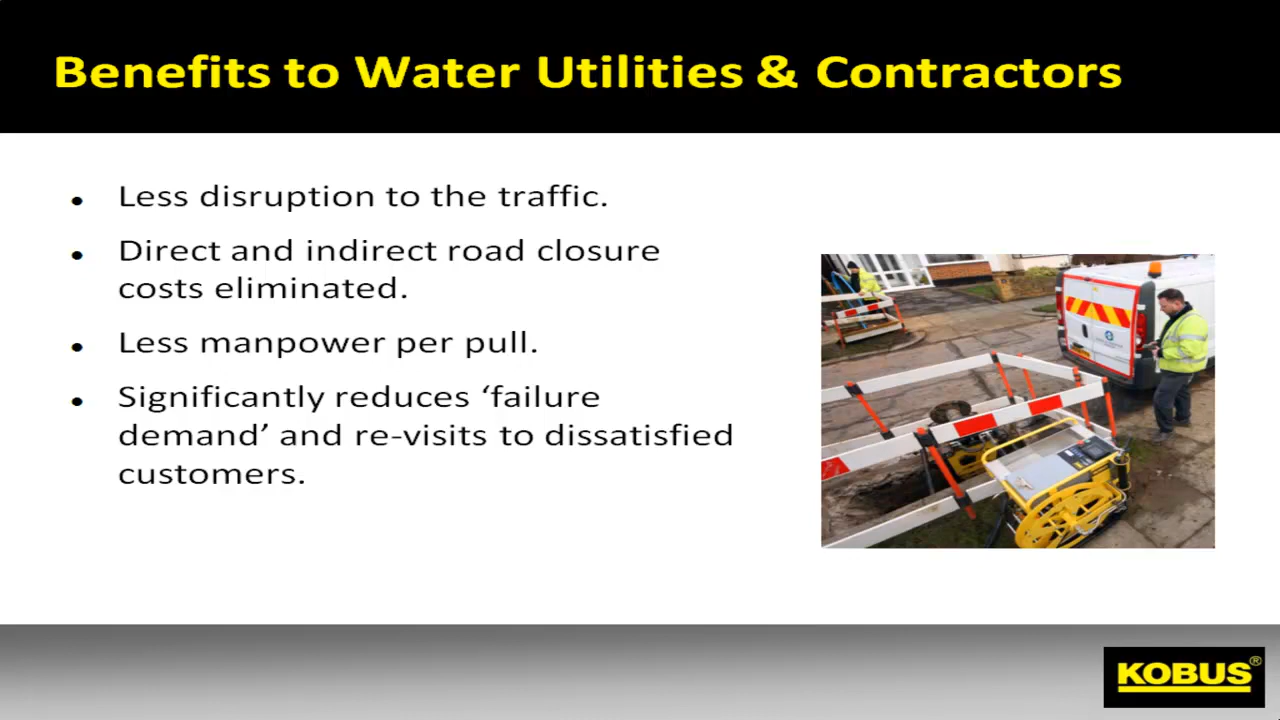 Benefits to Water Utilities & Contractors
• Less disruption to the traffic.
• Direct and indirect road closure
costs eliminated.
• Less manpower per pull.
• Significantly reduces ‘failure
demand’ and re-visits to dissatisfied
customers.
KOBUS®